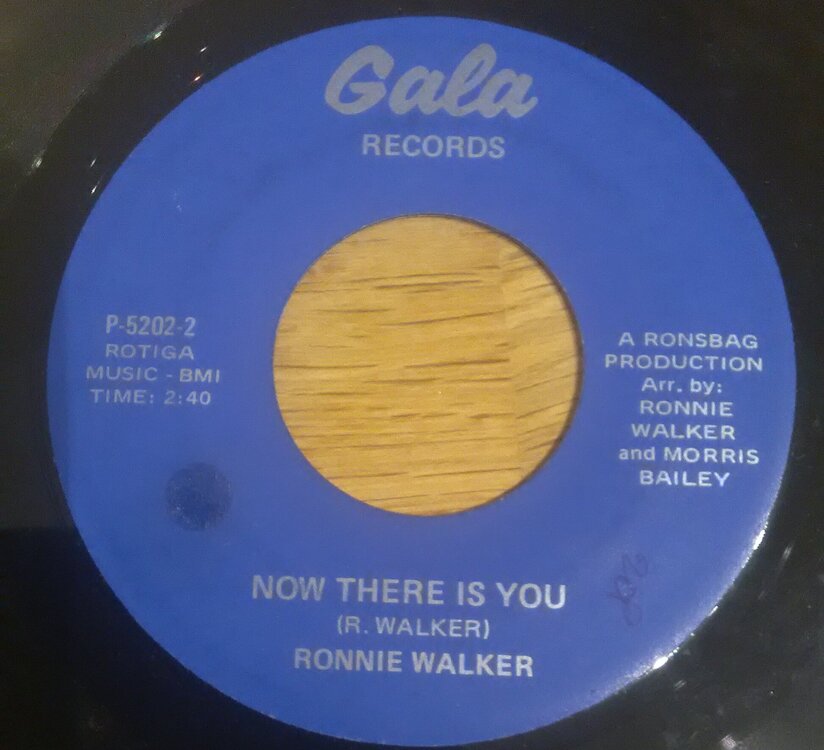 Gala
RECORDS
P-5202-2
ROTIGA
MUSIC - BMI
TIME: 2:40
A RONSBAG
PRODUCTION
Arr. by:
RONNIE
WALKER
and MORRIS
BAILEY
NOW THERE IS YOU
(R. WALKER)
RONNIE WALKER